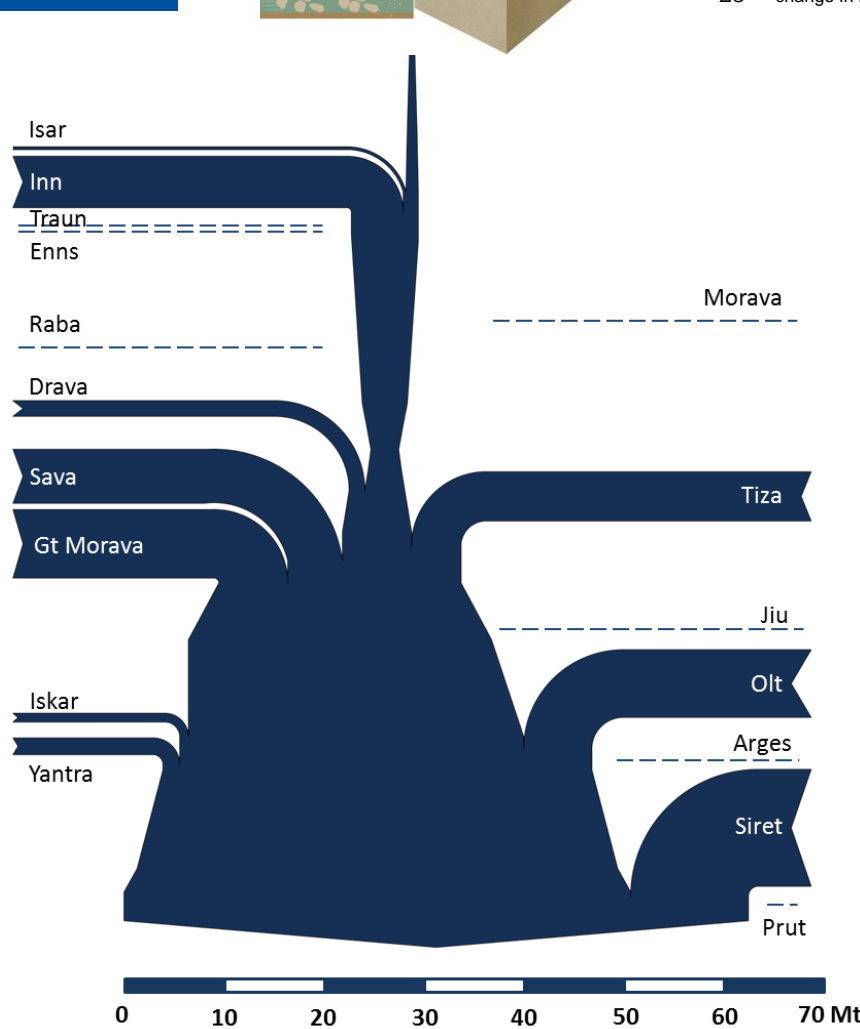 Isar
Inn
Traun
Enns
Morava
Raba
Drava
Sava
Tiza
Gt Morava
Jiu
Olt
Iskar
Arges
Yantra
Siret
Prut
0 10 20 30 40 50 60 70 Mt